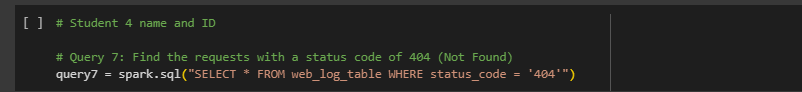 [ ] # Student 4 name and ID
# Query 7: Find the requests with a status code of 404 (Not Found)
query7 = spark.sql("SELECT * FROM web_log_table WHERE status_code = '404'")